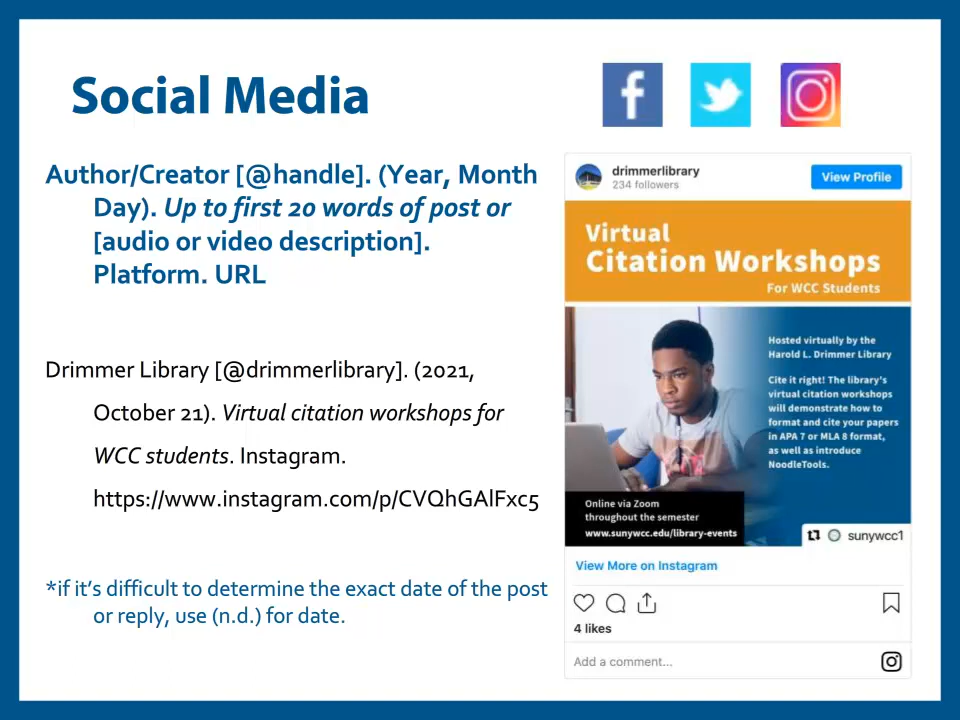 Social Media
Author/Creator [@handle]. (Year, Month
Day). Up to first 20 words of post or
[audio or video description].
Platform. URL
Drimmer Library [@drimmerlibrary]. (2021,
October 21). Virtual citation workshops for
WCC students. Instagram.
https://www.instagram.com/p/CVQhGAlFxc5
*if it's difficult to determine the exact date of the post
or reply, use (n.d.) for date.
drimmerlibrary
234 followers
View Profile
Virtual
Citation Workshops
For WCC Students
Hosted virtually by the
Harold L. Drimmer Library
Cite it right! The library's
virtual citation workshops
will demonstrate how to
format and cite your papers
in APA 7 or MLA 8 format,
as well as introduce
NoodleTools.
Online via Zoom
throughout the semester
www.sunywcc.edu/library-events
sunywcc1
View More on Instagram
4 likes
Add a comment...